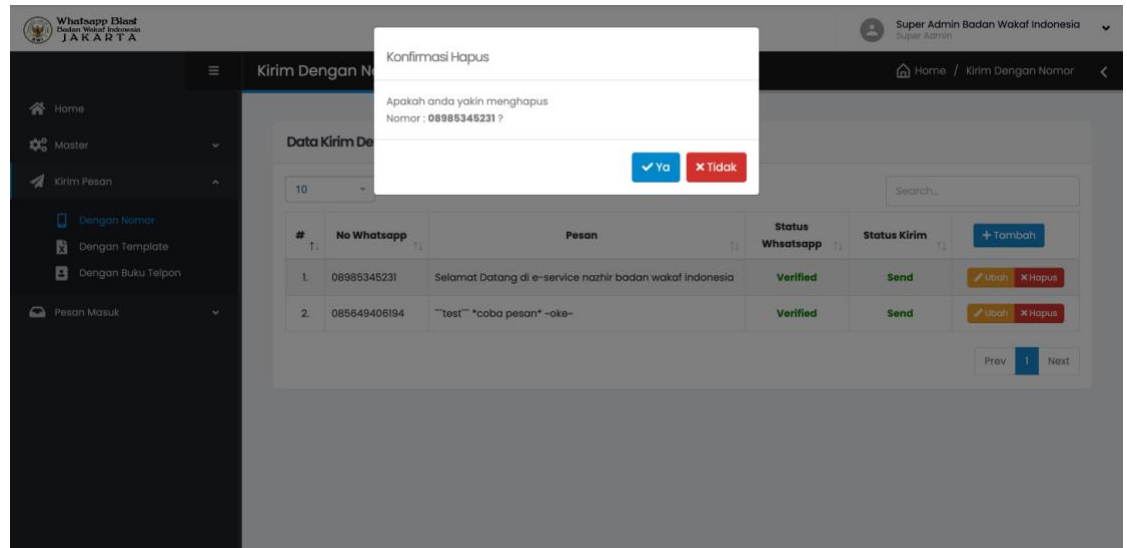 Whatsapp Blast
Badan Wakaf Indonesia
JAKARTA
Super Admin Badan Wakaf Indonesia
Super Admin
Konfirmasi Hapus
Apakah anda yakin menghapus
Nomor : 08985345231 ?
Ya
Tidak
Kirim Dengan N
Home / Kirim Dengan Nomor
Home
Master
Kirim Pesan
Dengan Nomor
Dengan Template
Dengan Buku Telpon
Pesan Masuk
Data Kirim De
10
Search...
# No Whatsapp Pesan Status Whsatsapp Status Kirim + Tambah
1. 08985345231 Selamat Datang di e-service nazhir badan wakaf indonesia Verified Send Ubah Hapus
2. 085649406194 ```test``` *coba pesan* ~oke~ Verified Send Ubah Hapus
Prev 1 Next